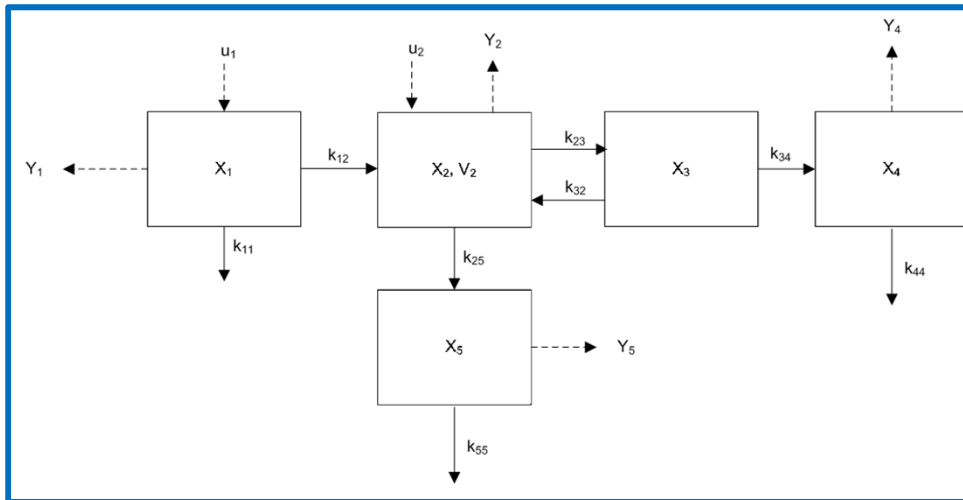 u₁
u₂
Y₂
Y₄
Y₁
X₁
k₁₂
X₂, V₂
k₂₃
k₃₂
X₃
k₃₄
X₄
k₁₁
k₂₅
k₄₄
X₅
Y₅
k₅₅